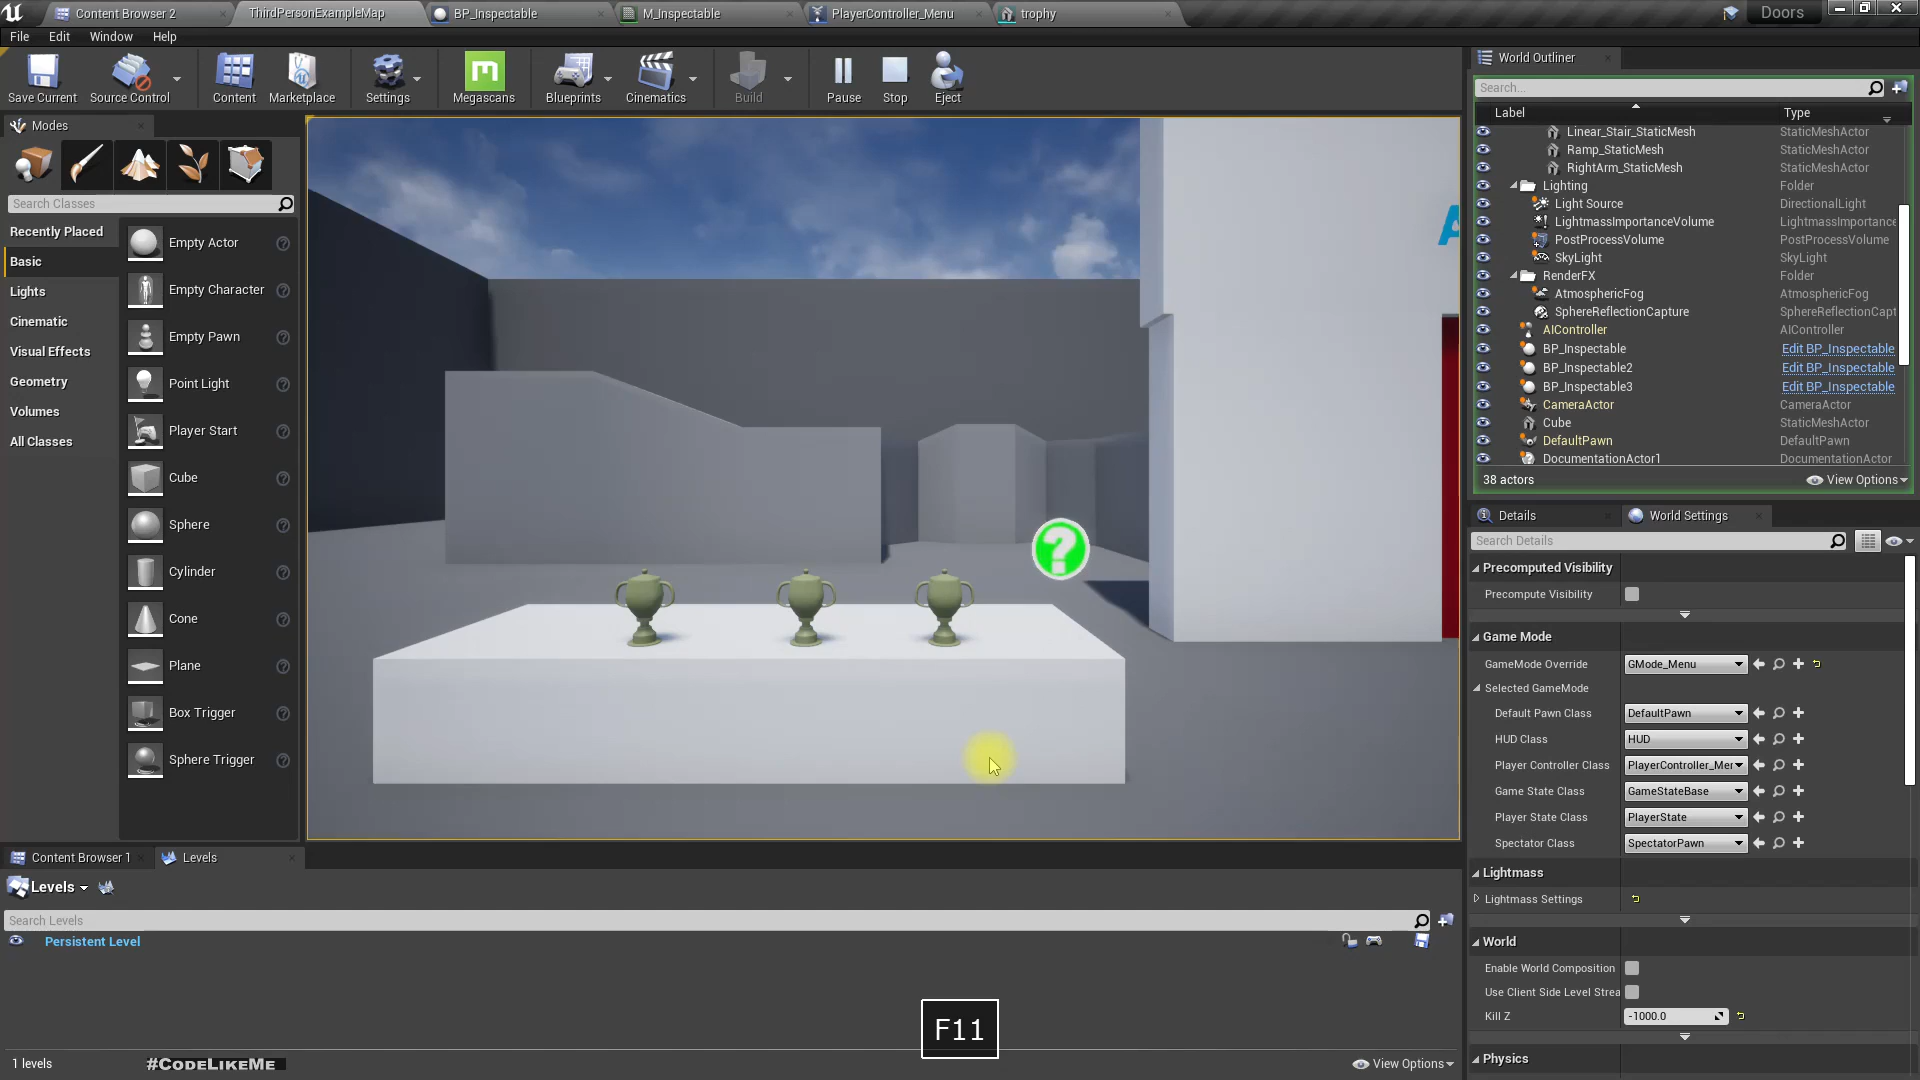 Content Browser 2
ThirdPersonExampleMap
BP_Inspectable
M_Inspectable
PlayerController_Menu
trophy
Doors
File
Edit
Window
Help
Save Current
Source Control
Content
Marketplace
Settings
Megascans
Blueprints
Cinematics
Build
Pause
Stop
Eject
World Outliner
Search...
Label
Type
Linear_Stair_StaticMesh
StaticMeshActor
Ramp_StaticMesh
StaticMeshActor
RightArm_StaticMesh
StaticMeshActor
Lighting
Folder
Light Source
DirectionalLight
LightmassImportanceVolume
LightmassImportance
PostProcessVolume
PostProcessVolume
SkyLight
SkyLight
RenderFX
Folder
AtmosphericFog
AtmosphericFog
SphereReflectionCapture
SphereReflectionCapt
AIController
AIController
BP_Inspectable
Edit BP_Inspectable
BP_Inspectable2
Edit BP_Inspectable
BP_Inspectable3
Edit BP_Inspectable
CameraActor
CameraActor
Cube
StaticMeshActor
DefaultPawn
DefaultPawn
DocumentationActor1
DocumentationActor
38 actors
View Options
Modes
Search Classes
Recently Placed
Basic
Lights
Cinematic
Visual Effects
Geometry
Volumes
All Classes
Empty Actor
Empty Character
Empty Pawn
Point Light
Player Start
Cube
Sphere
Cylinder
Cone
Plane
Box Trigger
Sphere Trigger
A
?
Details
World Settings
Search Details
Precomputed Visibility
Precompute Visibility
Game Mode
GameMode Override
GMode_Menu
Selected GameMode
Default Pawn Class
DefaultPawn
HUD Class
HUD
Player Controller Class
PlayerController_Mer
Game State Class
GameStateBase
Player State Class
PlayerState
Spectator Class
SpectatorPawn
Lightmass
Lightmass Settings
World
Enable World Composition
Use Client Side Level Strea
Kill Z
-1000.0
Physics
Content Browser 1
Levels
Levels
Search Levels
Persistent Level
F11
1 levels
#CodeLikeMe
View Options